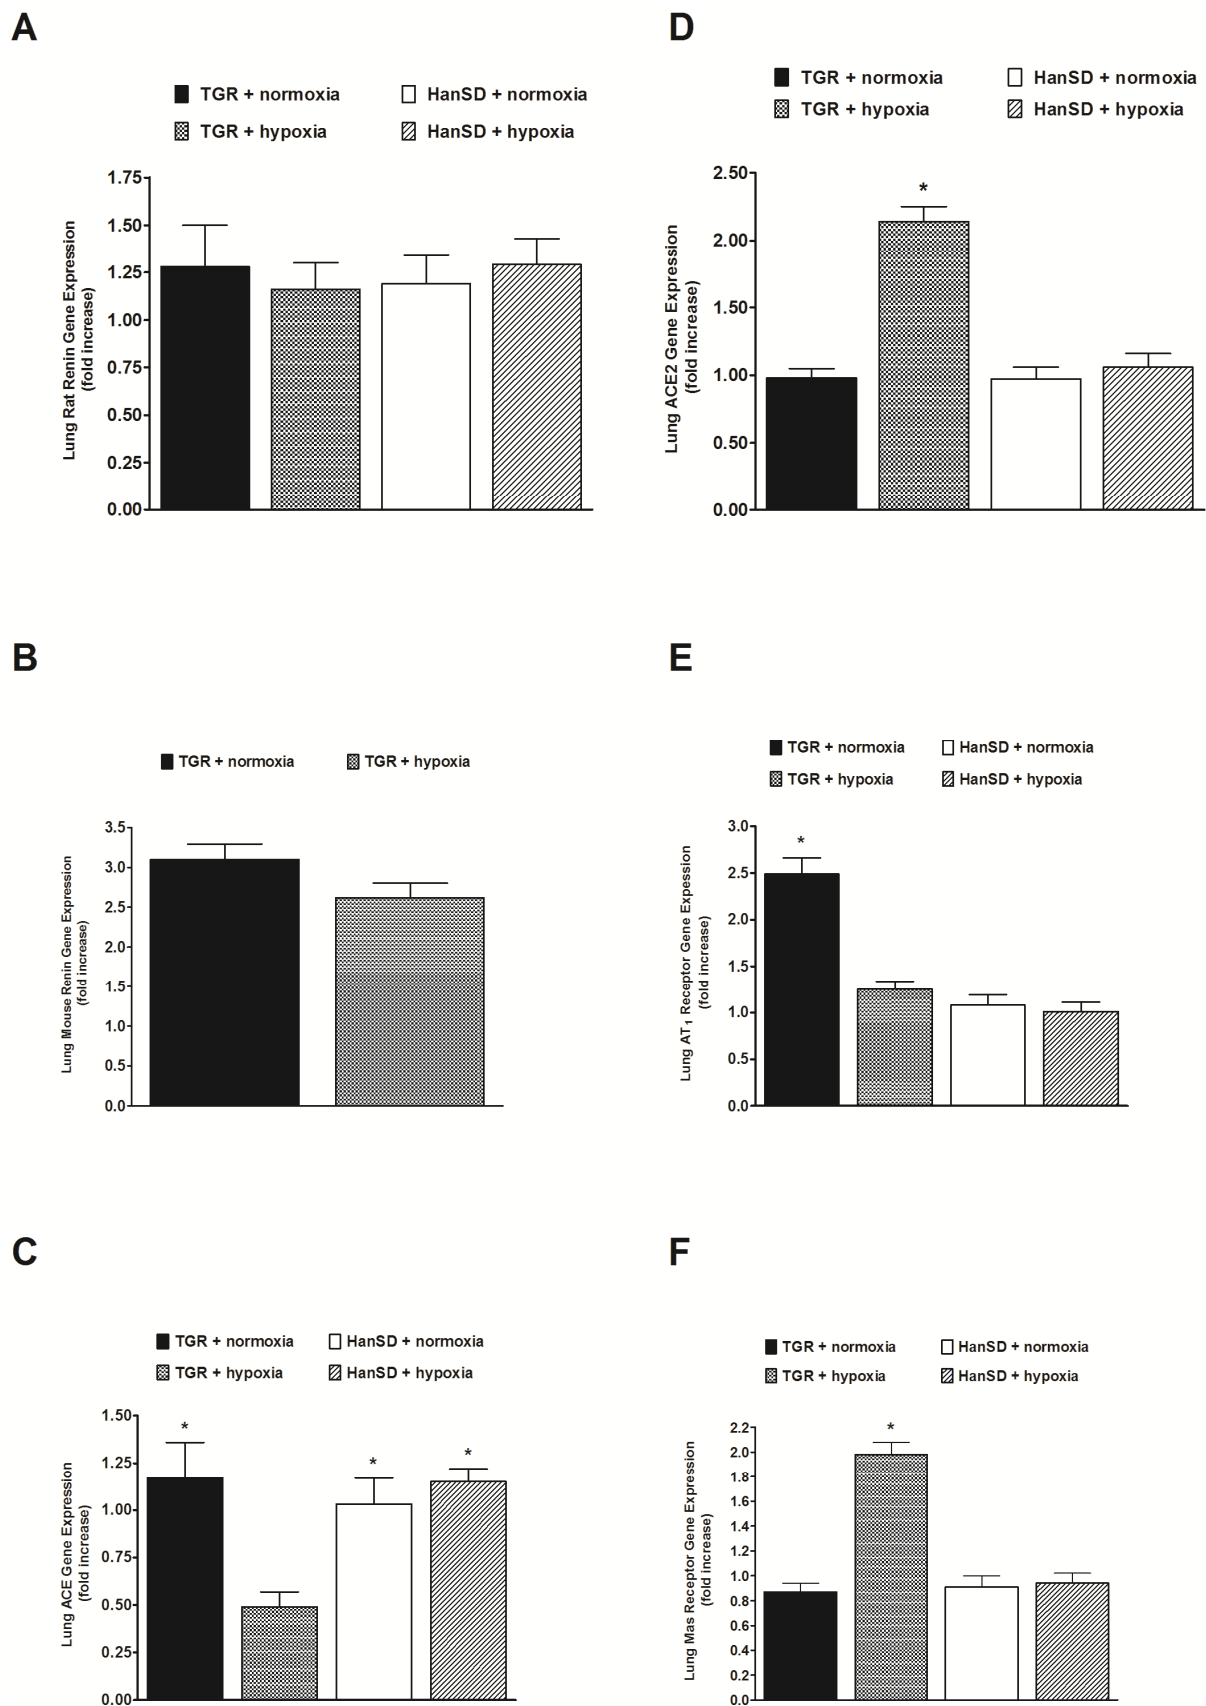 A
TGR + normoxia
HanSD + normoxia
TGR + hypoxia
HanSD + hypoxia
Lung Rat Renin Gene Expression
(fold increase)
1.75
1.50
1.25
1.00
0.75
0.50
0.25
0.00
D
TGR + normoxia
HanSD + normoxia
TGR + hypoxia
HanSD + hypoxia
Lung ACE2 Gene Expression
(fold increase)
2.50
2.00
1.50
1.00
0.50
0.00
*
B
TGR + normoxia
TGR + hypoxia
Lung Mouse Renin Gene Expression
(fold increase)
3.5
3.0
2.5
2.0
1.5
1.0
0.5
0.0
E
TGR + normoxia
HanSD + normoxia
TGR + hypoxia
HanSD + hypoxia
Lung AT1 Receptor Gene Expession
(fold increase)
3.0
2.5
2.0
1.5
1.0
0.5
0.0
*
C
TGR + normoxia
HanSD + normoxia
TGR + hypoxia
HanSD + hypoxia
Lung ACE Gene Expression
(fold increase)
1.50
1.25
1.00
0.75
0.50
0.25
0.00
*
*
*
F
TGR + normoxia
HanSD + normoxia
TGR + hypoxia
HanSD + hypoxia
Lung Mas Receptor Gene Expression
(fold increase)
2.2
2.0
1.8
1.6
1.4
1.2
1.0
0.8
0.6
0.4
0.2
0.0
*